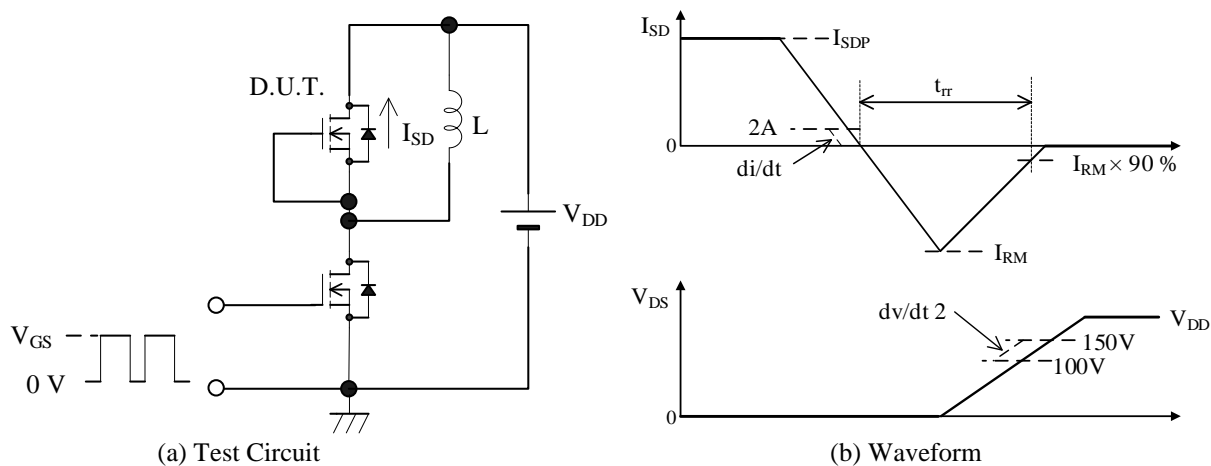 D.U.T.
I_SD
L
V_DD
V_GS
0 V
(a) Test Circuit
I_SD
I_SDP
t_rr
2A
0
di/dt
I_RM × 90 %
I_RM
V_DS
dv/dt 2
V_DD
150V
100V
0
(b) Waveform